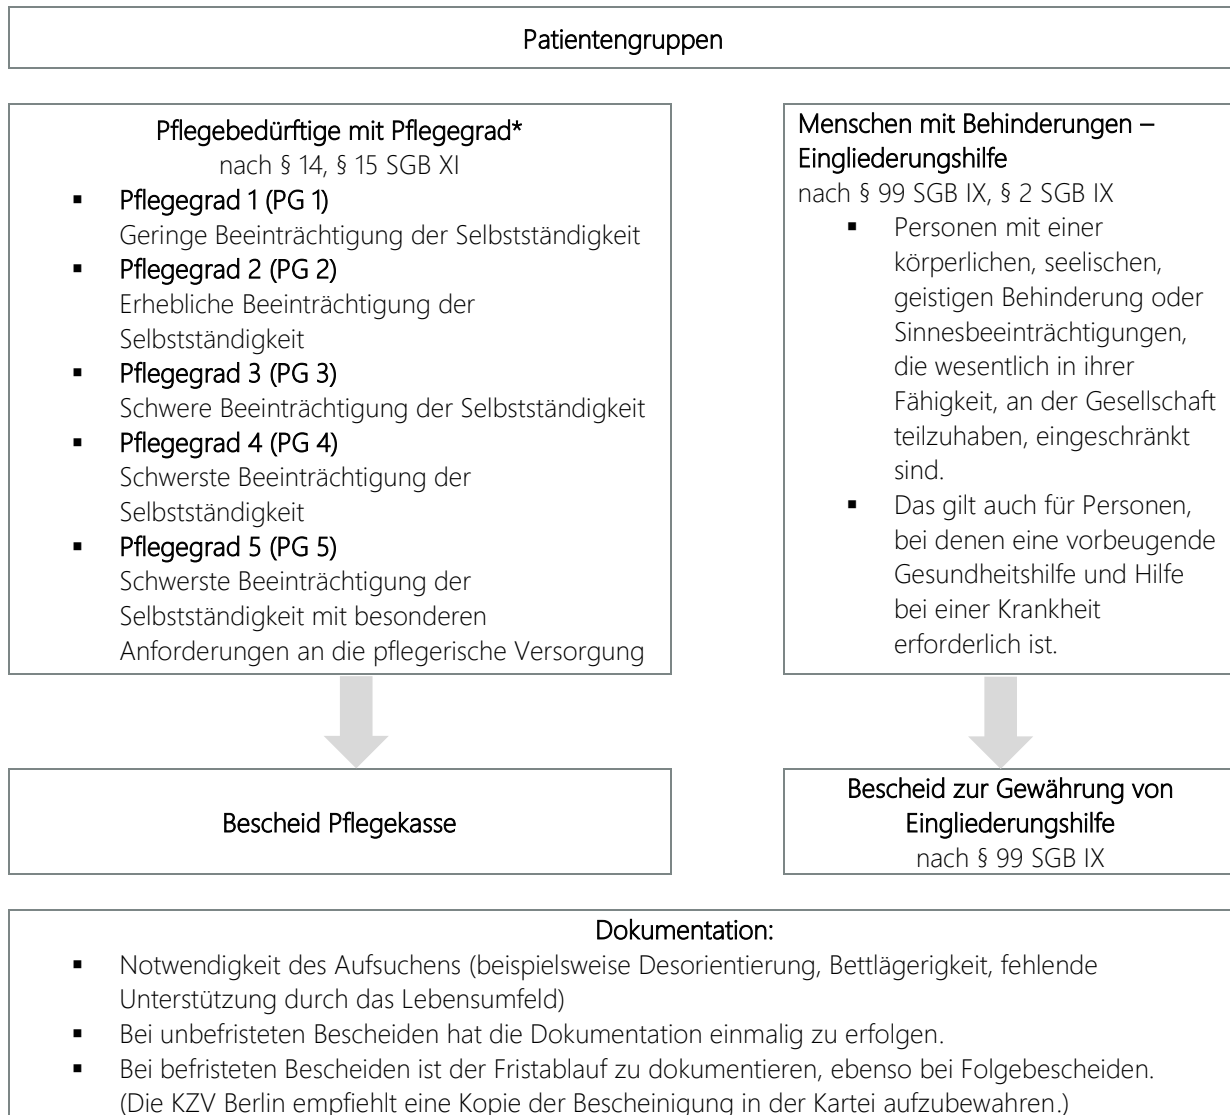 Patientengruppen
Pflegebedürftige mit Pflegegrad*
nach § 14, § 15 SGB XI
▪ Pflegegrad 1 (PG 1)
Geringe Beeinträchtigung der Selbstständigkeit
▪ Pflegegrad 2 (PG 2)
Erhebliche Beeinträchtigung der
Selbstständigkeit
▪ Pflegegrad 3 (PG 3)
Schwere Beeinträchtigung der Selbstständigkeit
▪ Pflegegrad 4 (PG 4)
Schwerste Beeinträchtigung der
Selbstständigkeit
▪ Pflegegrad 5 (PG 5)
Schwerste Beeinträchtigung der
Selbstständigkeit mit besonderen
Anforderungen an die pflegerische Versorgung
Menschen mit Behinderungen –
Eingliederungshilfe
nach § 99 SGB IX, § 2 SGB IX
▪ Personen mit einer
körperlichen, seelischen,
geistigen Behinderung oder
Sinnesbeeinträchtigungen,
die wesentlich in ihrer
Fähigkeit, an der Gesellschaft
teilzuhaben, eingeschränkt
sind.
▪ Das gilt auch für Personen,
bei denen eine vorbeugende
Gesundheitshilfe und Hilfe
bei einer Krankheit
erforderlich ist.
Bescheid Pflegekasse
Bescheid zur Gewährung von
Eingliederungshilfe
nach § 99 SGB IX
Dokumentation:
▪ Notwendigkeit des Aufsuchens (beispielsweise Desorientierung, Bettlägerigkeit, fehlende
Unterstützung durch das Lebensumfeld)
▪ Bei unbefristeten Bescheiden hat die Dokumentation einmalig zu erfolgen.
▪ Bei befristeten Bescheiden ist der Fristablauf zu dokumentieren, ebenso bei Folgebescheiden.
(Die KZV Berlin empfiehlt eine Kopie der Bescheinigung in der Kartei aufzubewahren.)